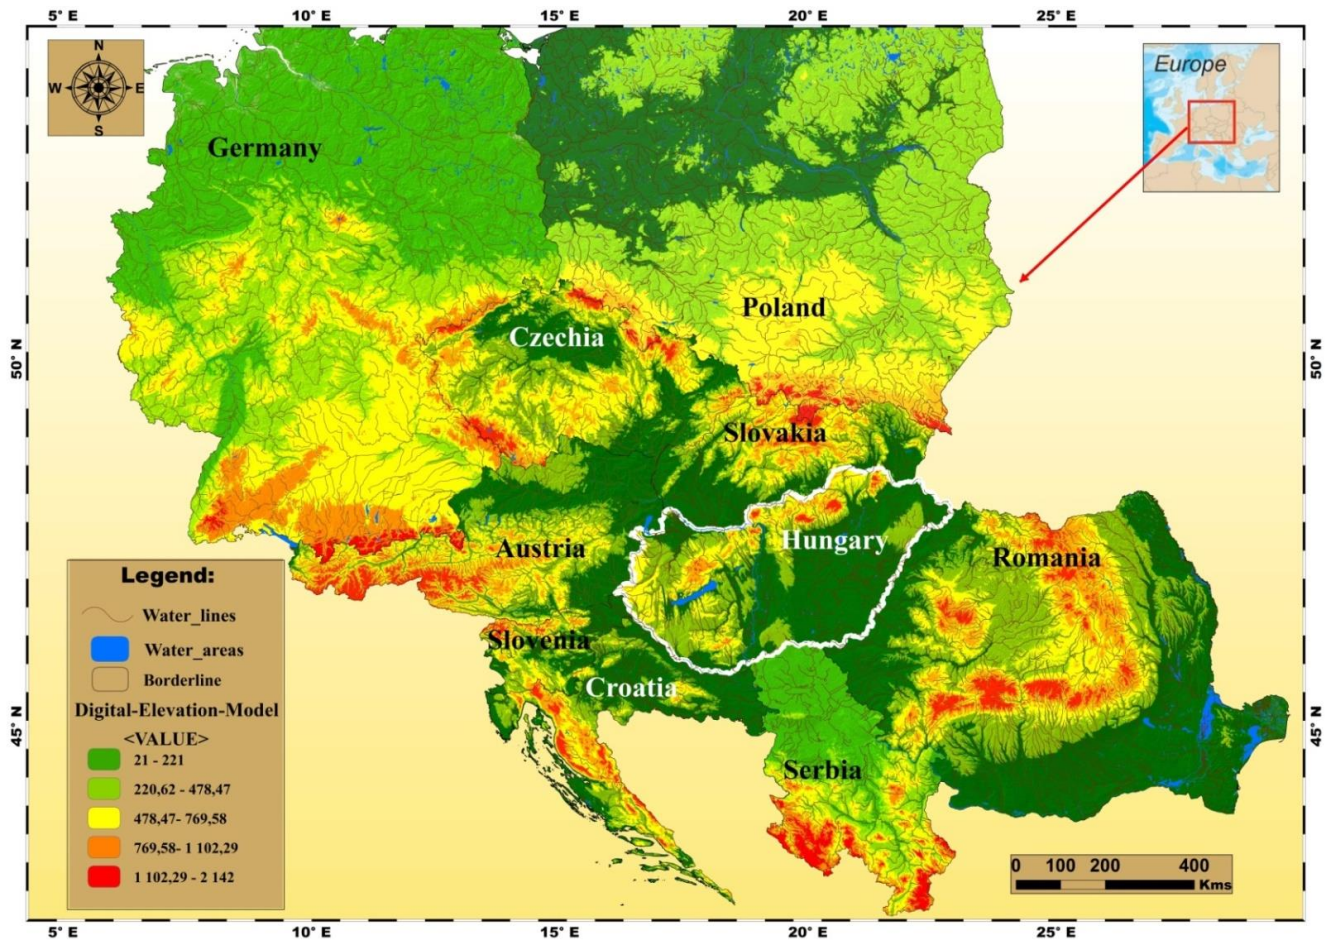 5° E 10° E 15° E 20° E 25° E
N
W E
S
Europe
Germany
Poland
Czechia
50° N
50° N
Slovakia
Hungary
Austria
Romania
Slovenia
Croatia
45° N
45° N
Serbia
Legend:
Water_lines
Water_areas
Borderline
Digital-Elevation-Model
<VALUE>
21 - 221
220,62 - 478,47
478,47- 769,58
769,58- 1 102,29
1 102,29 - 2 142
0 100 200 400
Kms
5° E 10° E 15° E 20° E 25° E